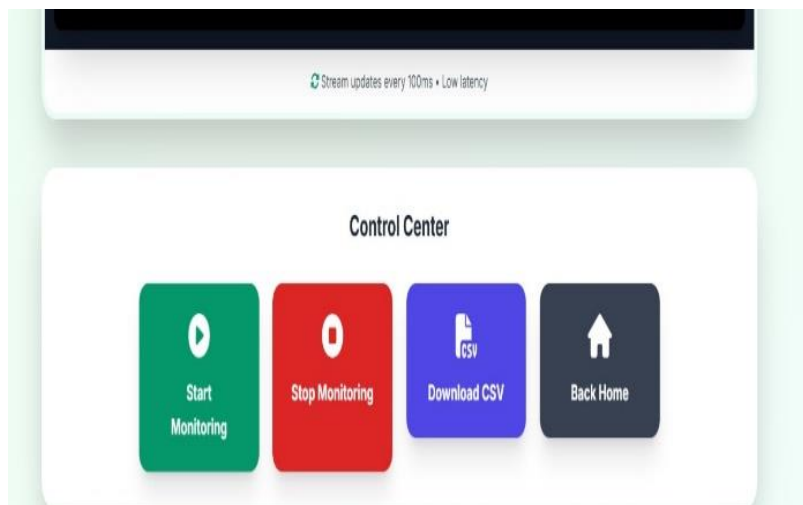 Stream updates every 100ms • Low latency
Control Center
CSV
Start
Monitoring
Stop Monitoring
Download CSV
Back Home